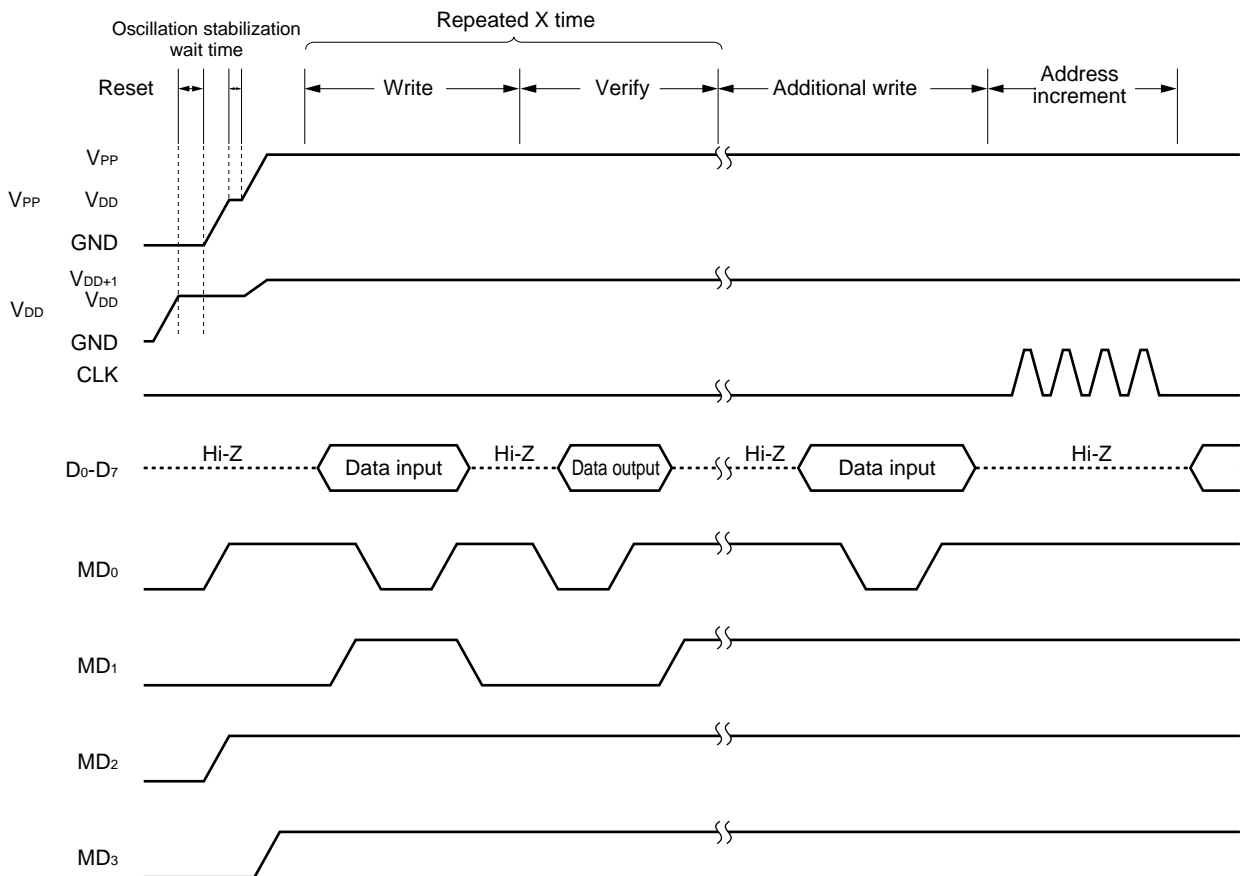 Repeated X time
Oscillation stabilization
wait time
Reset
Write
Verify
Additional write
Address
increment
VPP
VPP
VDD
GND
VDD+1
VDD
VDD
GND
CLK
D0-D7
Hi-Z
Data input
Hi-Z
Data output
Hi-Z
Data input
Hi-Z
MD0
MD1
MD2
MD3